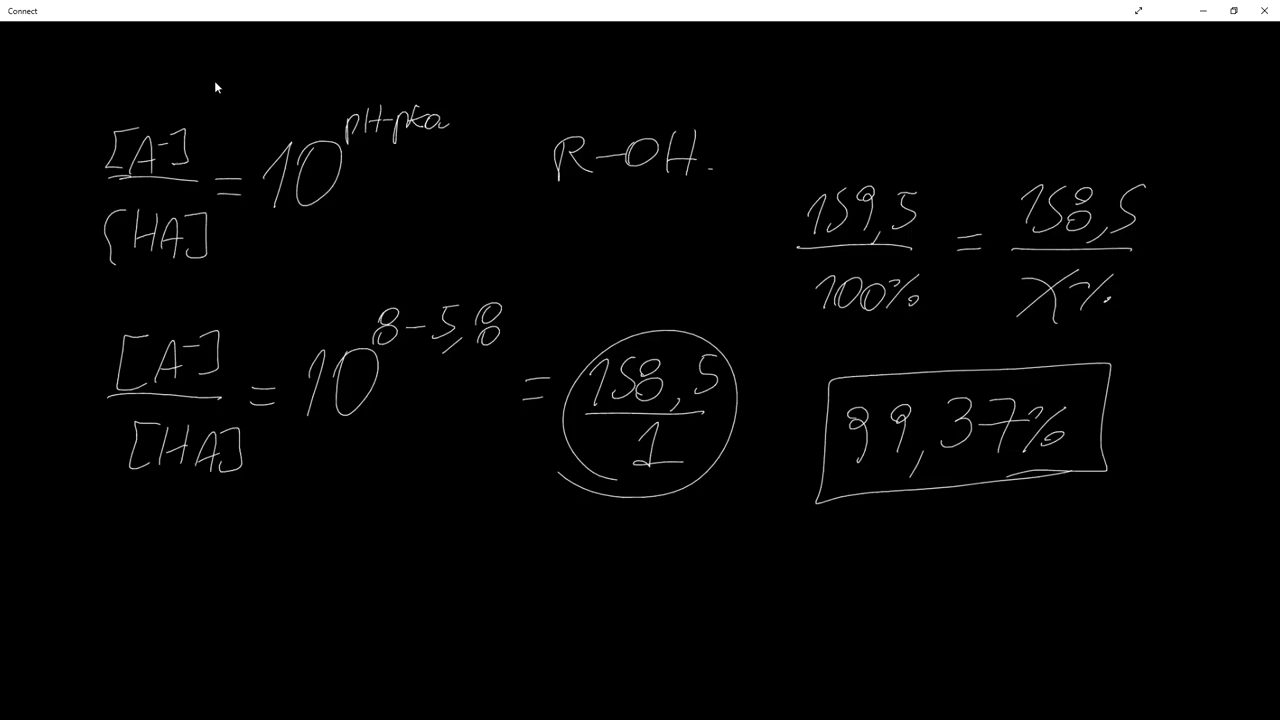 Connect
[A⁻]/[HA] = 10^(pH-pKa)
R-OH.
159,5/100% = 158,5/X%
[A⁻]/[HA] = 10^(8-5,8) = 158,5/1
99,37%